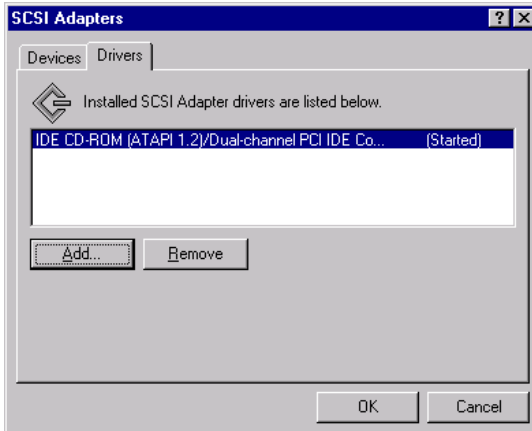 SCSI Adapters
Devices Drivers
Installed SCSI Adapter drivers are listed below.
IDE CD-ROM (ATAPI 1.2)/Dual-channel PCI IDE Co... (Started)
Add... Remove
OK Cancel